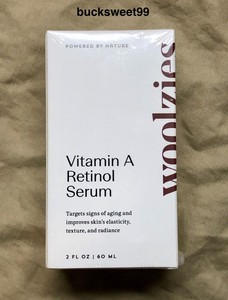 bucksweet99
POWERED BY NATURE
woolzies
Vitamin A
Retinol
Serum
Targets signs of aging and
improves skin's elasticity,
texture, and radiance
2 FL OZ | 60 ML